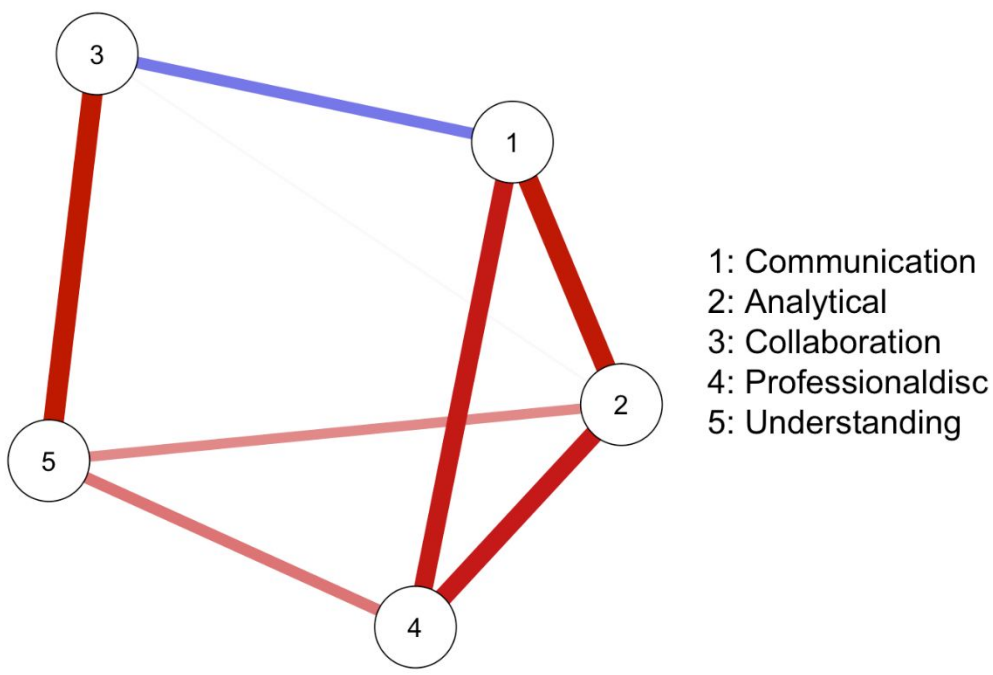 3
1
2
5
4
1: Communication
2: Analytical
3: Collaboration
4: Professionaldisc
5: Understanding